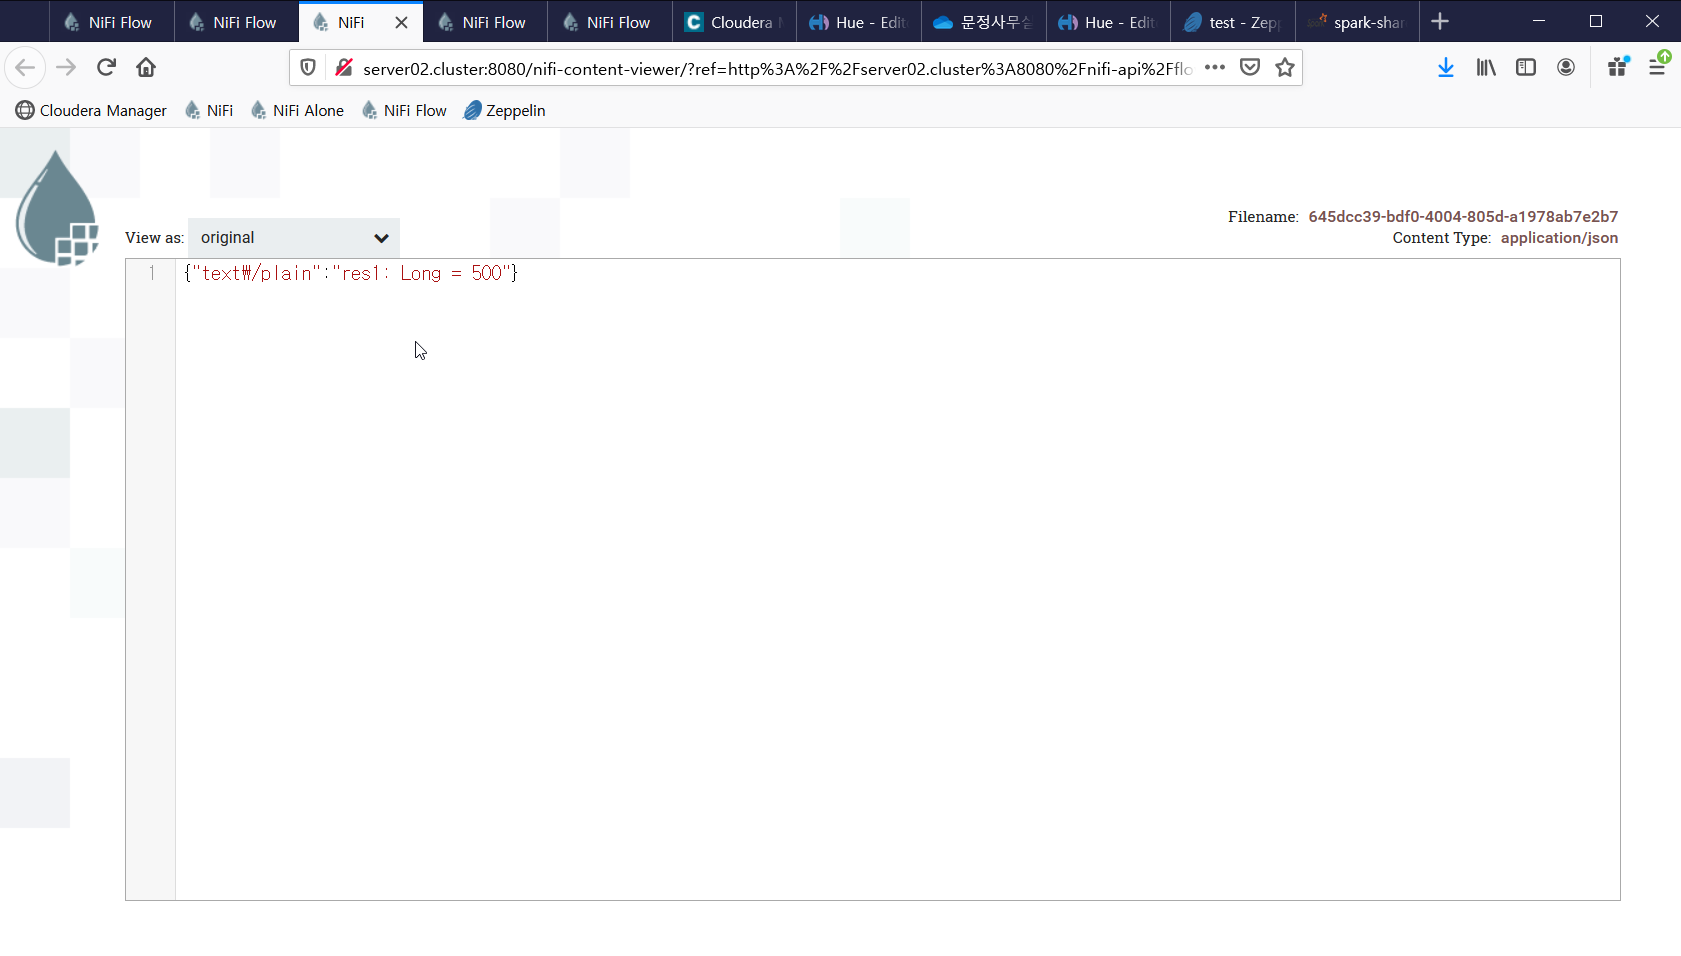 NiFi Flow
NiFi Flow
NiFi
NiFi Flow
NiFi Flow
Cloudera
Hue - Edit
문정사무실
Hue - Edit
test - Zepp
spark-shar
server02.cluster:8080/nifi-content-viewer/?ref=http%3A%2F%2Fserver02.cluster%3A8080%2Fnifi-api%2Fflo
Cloudera Manager
NiFi
NiFi Alone
NiFi Flow
Zeppelin
Filename: 645dcc39-bdf0-4004-805d-a1978ab7e2b7
View as: original
Content Type: application/json
1 {"text₩/plain":"res1: Long = 500"}